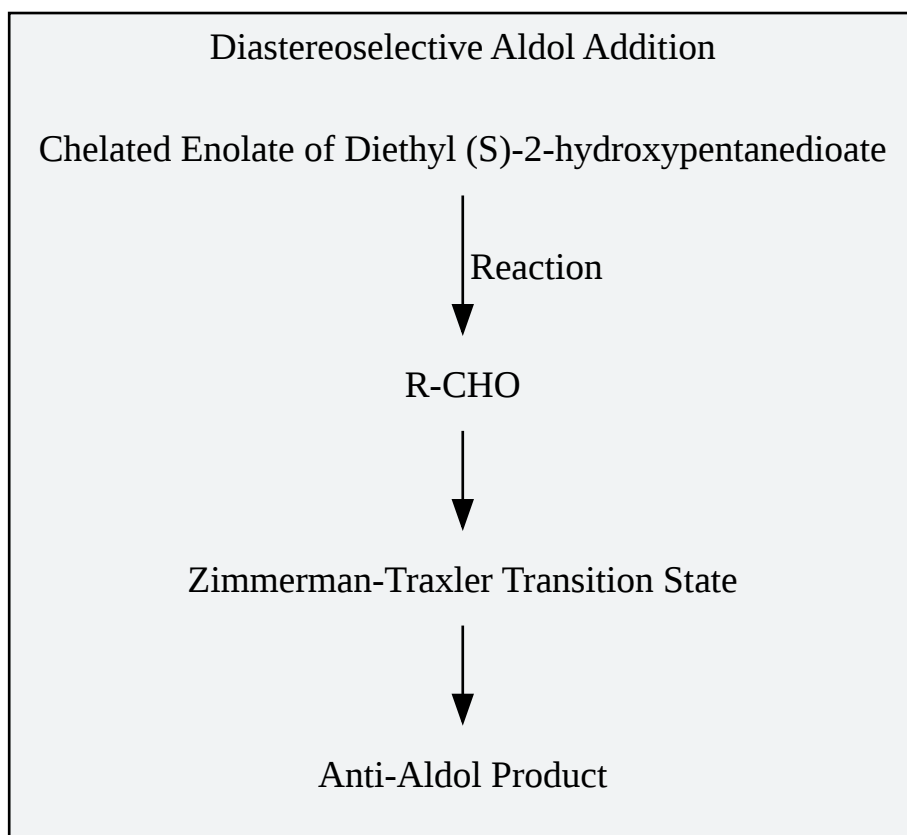 Diastereoselective Aldol Addition
Chelated Enolate of Diethyl (S)-2-hydroxypentanedioate
Reaction
R-CHO
Zimmerman-Traxler Transition State
Anti-Aldol Product